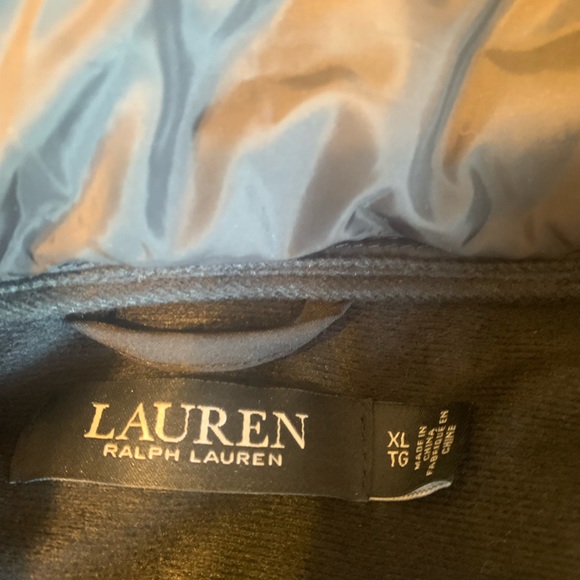 LAUREN
RALPH LAUREN
XL
TG
MADE IN
CHINA
FABRIQUÉ EN
CHINE